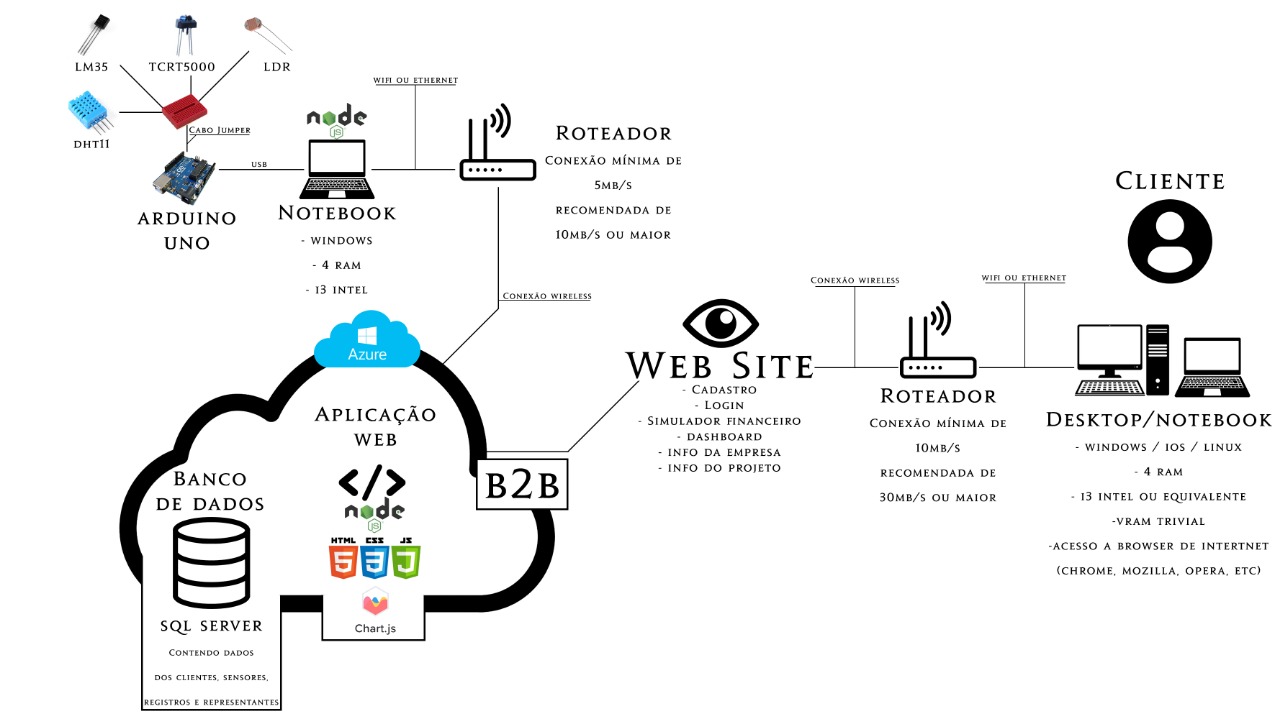 LM35
TCRT5000
LDR
DHT11
Cabo Jumper
ARDUINO
UNO
USB
node
JS
Notebook
- WINDOWS
- 4 RAM
- I3 INTEL
WIFI OU ETHERNET
Roteador
Conexão mínima de
5MB/S
RECOMENDADA DE
10MB/S OU MAIOR
Conexão wireless
Azure
Aplicação
WEB
</>
node
JS
HTML
CSS
JS
5
3
J
Chart.js
Banco
de dados
SQL SERVER
Contendo dados
dos clientes, sensores,
registros e representantes
B2B
Web Site
- Cadastro
- Login
- Simulador financeiro
- dashboard
- info da empresa
- info do projeto
Conexão wireless
Roteador
Conexão mínima de
10MB/S
RECOMENDADA DE
30MB/S OU MAIOR
WIFI OU ETHERNET
Cliente
Desktop/notebook
- WINDOWS / IOS / LINUX
- 4 RAM
- I3 INTEL OU EQUIVALENTE
-VRAM TRIVIAL
-ACESSO A BROWSER DE INTERTNET
(CHROME, MOZILLA, OPERA, ETC)